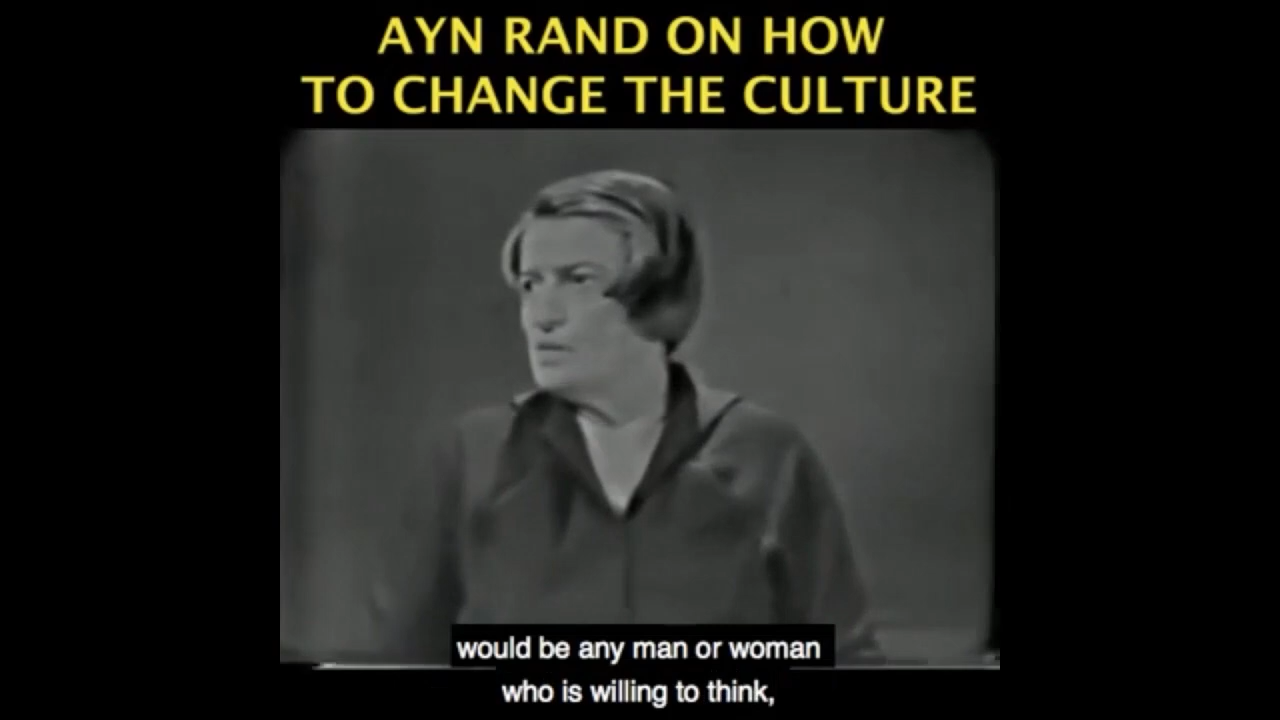 AYN RAND ON HOW
TO CHANGE THE CULTURE
would be any man or woman
who is willing to think,